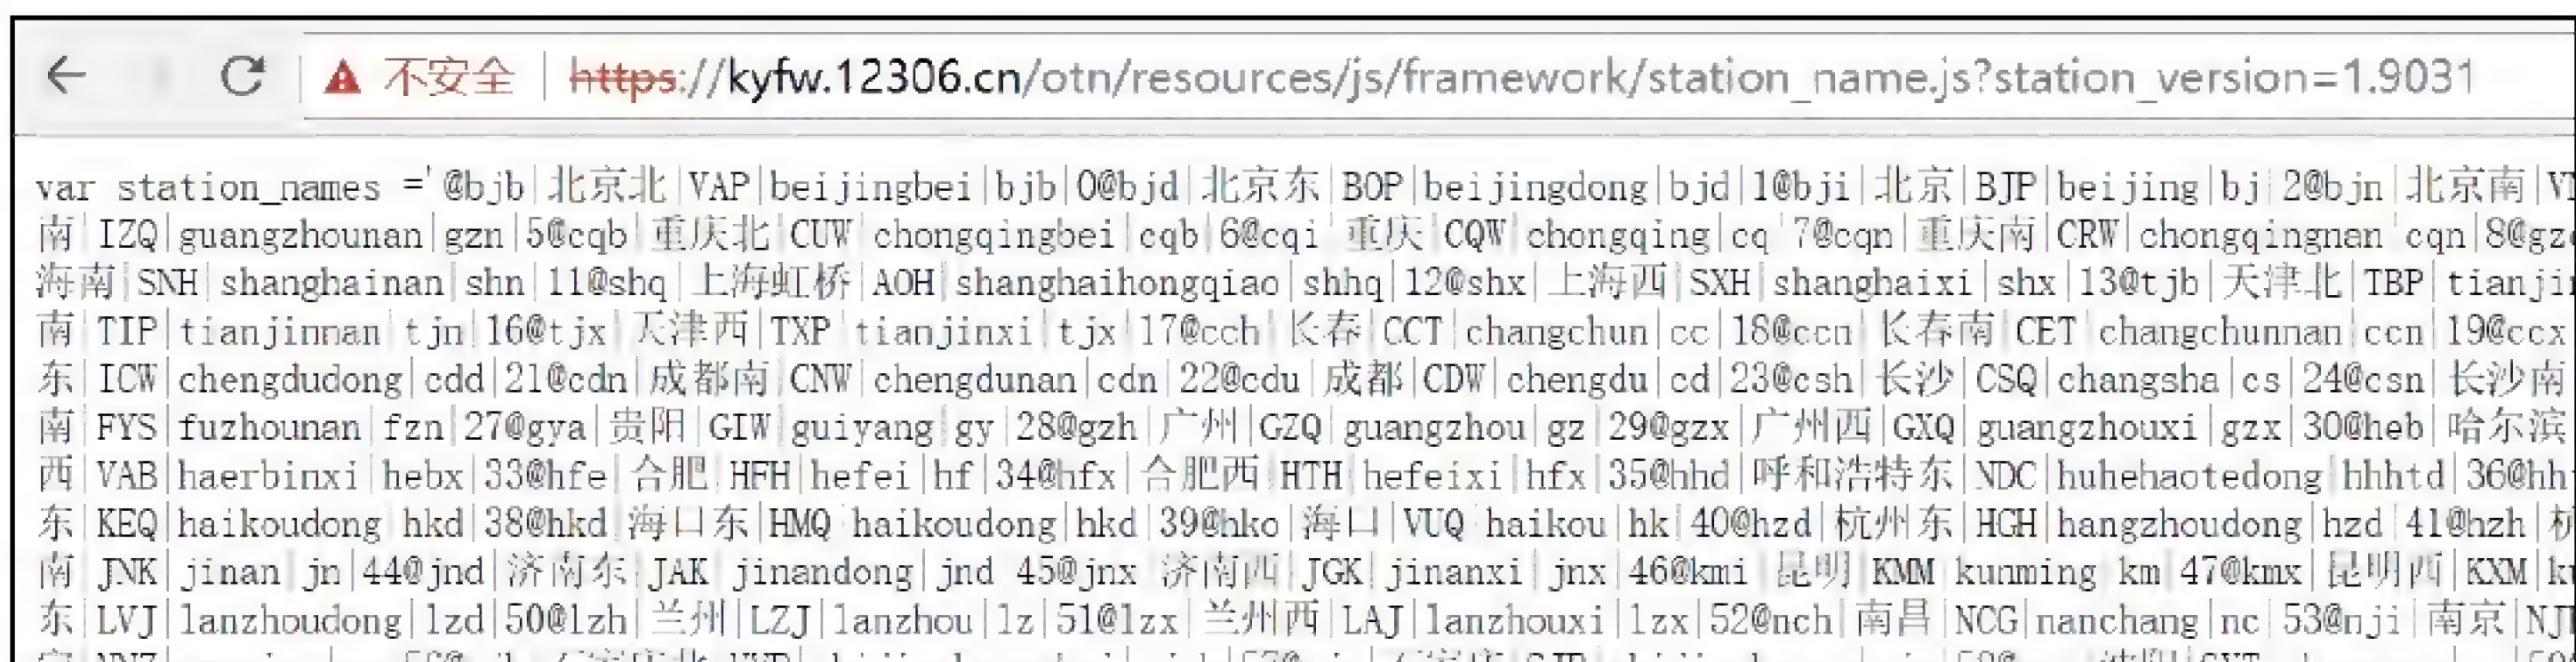 不安全 https://kyfw.12306.cn/otn/resources/js/framework/station_name.js?station_version=1.9031
var station_names ='@bjb|北京北|VAP|beijingbei|bjb|0@bjd|北京东|BOP|beijingdong|bjd|1@bji|北京|BJP|beijing|bj|2@bjn|北京南|V
南|IZQ|guangzhounan|gzn|5@cqb|重庆北|CUW|chongqingbei|cqb|6@cqi|重庆|CQW|chongqing|cq|7@cqn|重庆南|CRW|chongqingnan|cqn|8@gz
海南|SNH|shanghainan|shn|11@shq|上海虹桥|AOH|shanghaihongqiao|shhq|12@shx|上海西|SXH|shanghaixi|shx|13@tjb|天津北|TBP|tianji
南|TIP|tianjinnan|tjn|16@tjx|天津西|TXP|tianjinxi|tjx|17@cch|长春|CCT|changchun|cc|18@ccn|长春南|CET|changchunnan|ccn|19@ccx
东|ICW|chengdudong|cdd|21@cdn|成都南|CNW|chengdunan|cdn|22@cdu|成都|CDW|chengdu|cd|23@csh|长沙|CSQ|changsha|cs|24@csn|长沙南
南|FYS|fuzhounan|fzn|27@gya|贵阳|GIW|guiyang|gy|28@gzh|广州|GZQ|guangzhou|gz|29@gzx|广州西|GXQ|guangzhouxi|gzx|30@heb|哈尔滨
西|VAB|haerbinxi|hebx|33@hfe|合肥|HFH|hefei|hf|34@hfx|合肥西|HTH|hefeixi|hfx|35@hhd|呼和浩特东|NDC|huhehaotedong|hhhtd|36@hh
东|KEQ|haikoudong|hkd|38@hkd|海口东|HMQ|haikoudong|hkd|39@hko|海口|VUQ|haikou|hk|40@hzd|杭州东|HGH|hangzhoudong|hzd|41@hzh|
南|JNK|jinan|jn|44@jnd|济南东|JAK|jinandong|jnd|45@jnx|济南西|JGK|jinanxi|jnx|46@kmi|昆明|KMM|kunming|km|47@kmx|昆明西|KXM|k
东|LVJ|lanzhoudong|lzd|50@lzh|兰州|LZJ|lanzhou|lz|51@lzx|兰州西|LAJ|lanzhouxi|lzx|52@nch|南昌|NCG|nanchang|nc|53@nji|南京|NJ